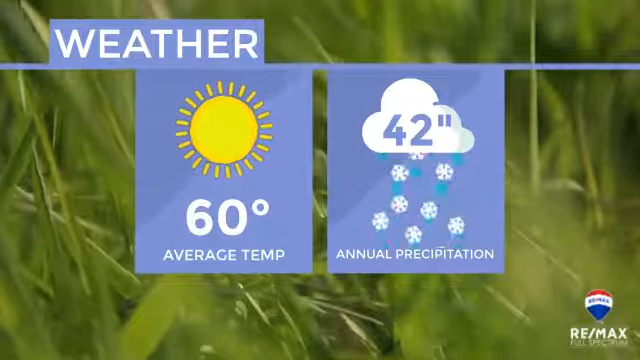 WEATHER
42"
60°
AVERAGE TEMP
ANNUAL PRECIPITATION
RE/MAX
RE/MAX
FULL SPECTRUM